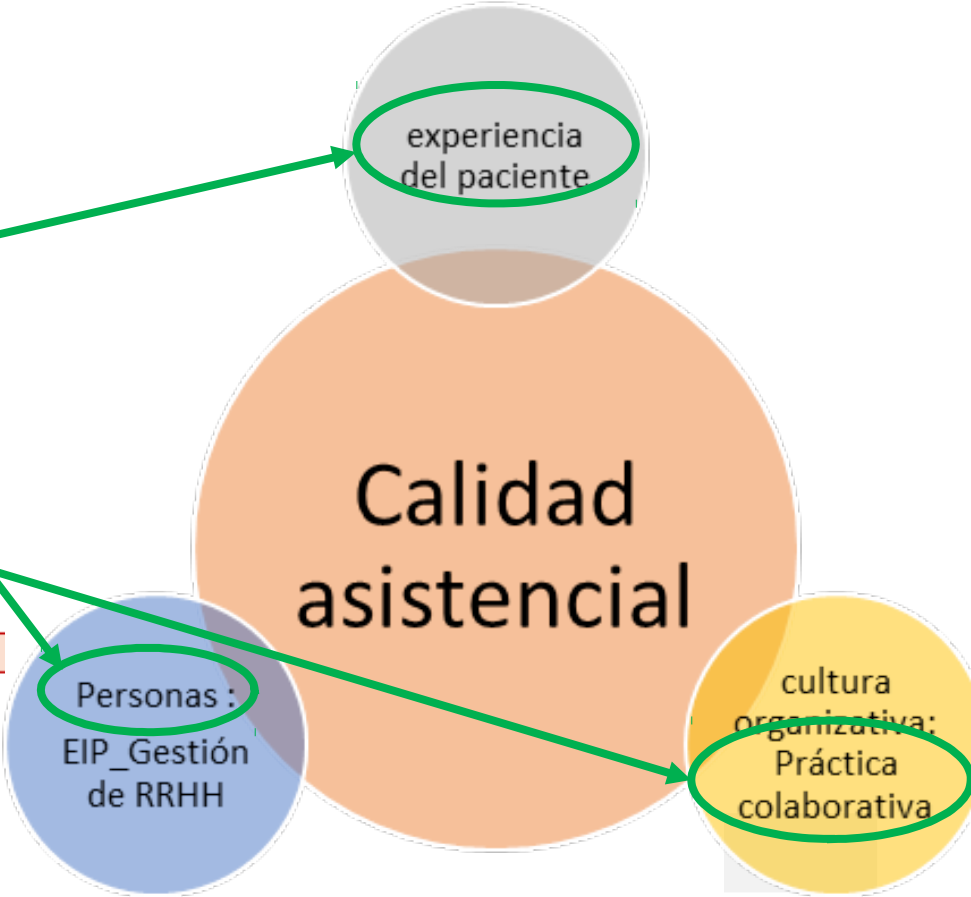 experiencia
del paciente
Calidad
asistencial
Personas :
EIP_Gestión
de RRHH
cultura
organizativa:
Práctica
colaborativa